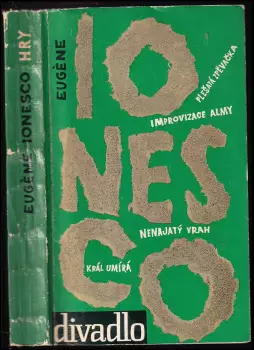 EUGÈNE IONESCO HRY
EUGÈNE
IO
PLEŠATÁ ZPĚVAČKA
IMPROVIZACE ALMY
NES
NENAJATÝ VRAH
KRÁL UMÍRÁ
CO
divadlo